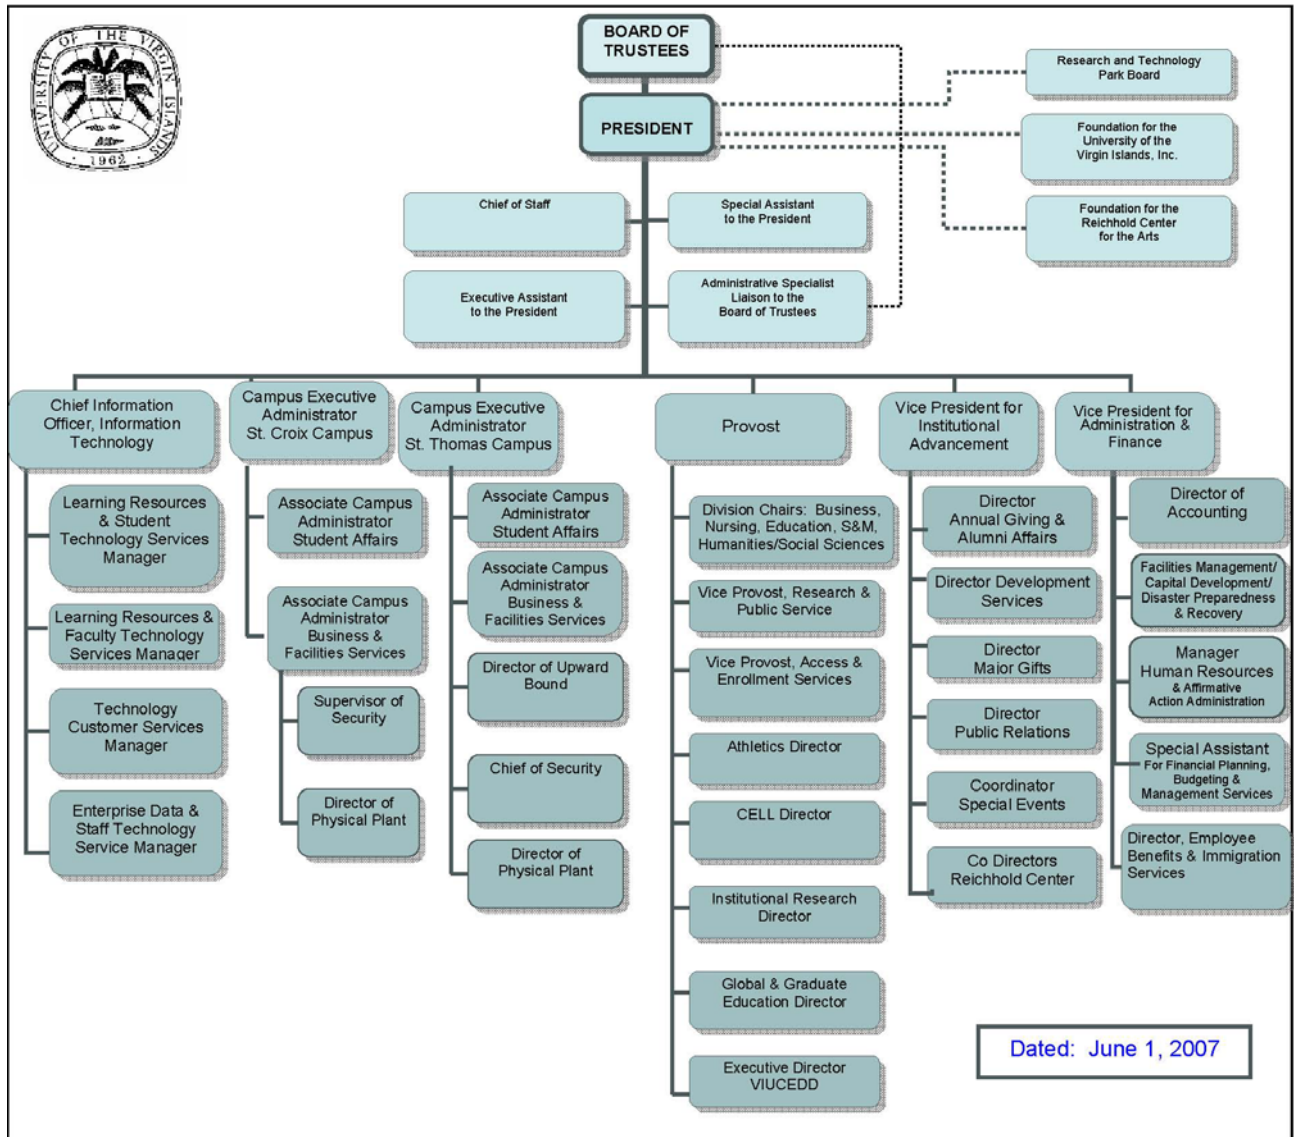 UNIVERSITY OF THE VIRGIN ISLANDS
· 1962 ·
BOARD OF
TRUSTEES
PRESIDENT
Research and Technology
Park Board
Foundation for the
University of the
Virgin Islands, Inc.
Foundation for the
Reichhold Center
for the Arts
Chief of Staff
Special Assistant
to the President
Executive Assistant
to the President
Administrative Specialist
Liaison to the
Board of Trustees
Chief Information
Officer, Information
Technology
Learning Resources
& Student
Technology Services
Manager
Learning Resources &
Faculty Technology
Services Manager
Technology
Customer Services
Manager
Enterprise Data &
Staff Technology
Service Manager
Campus Executive
Administrator
St. Croix Campus
Associate Campus
Administrator
Student Affairs
Associate Campus
Administrator
Business &
Facilities Services
Supervisor of
Security
Director of
Physical Plant
Campus Executive
Administrator
St. Thomas Campus
Associate Campus
Administrator
Student Affairs
Associate Campus
Administrator
Business &
Facilities Services
Director of Upward
Bound
Chief of Security
Director of
Physical Plant
Provost
Division Chairs: Business,
Nursing, Education, S&M,
Humanities/Social Sciences
Vice Provost, Research &
Public Service
Vice Provost, Access &
Enrollment Services
Athletics Director
CELL Director
Institutional Research
Director
Global & Graduate
Education Director
Executive Director
VIUCEDD
Vice President for
Institutional
Advancement
Director
Annual Giving &
Alumni Affairs
Director Development
Services
Director
Major Gifts
Director
Public Relations
Coordinator
Special Events
Co Directors
Reichhold Center
Vice President for
Administration &
Finance
Director of
Accounting
Facilities Management/
Capital Development/
Disaster Preparedness
& Recovery
Manager
Human Resources
& Affirmative
Action Administration
Special Assistant
For Financial Planning,
Budgeting &
Management Services
Director, Employee
Benefits & Immigration
Services
Dated: June 1, 2007